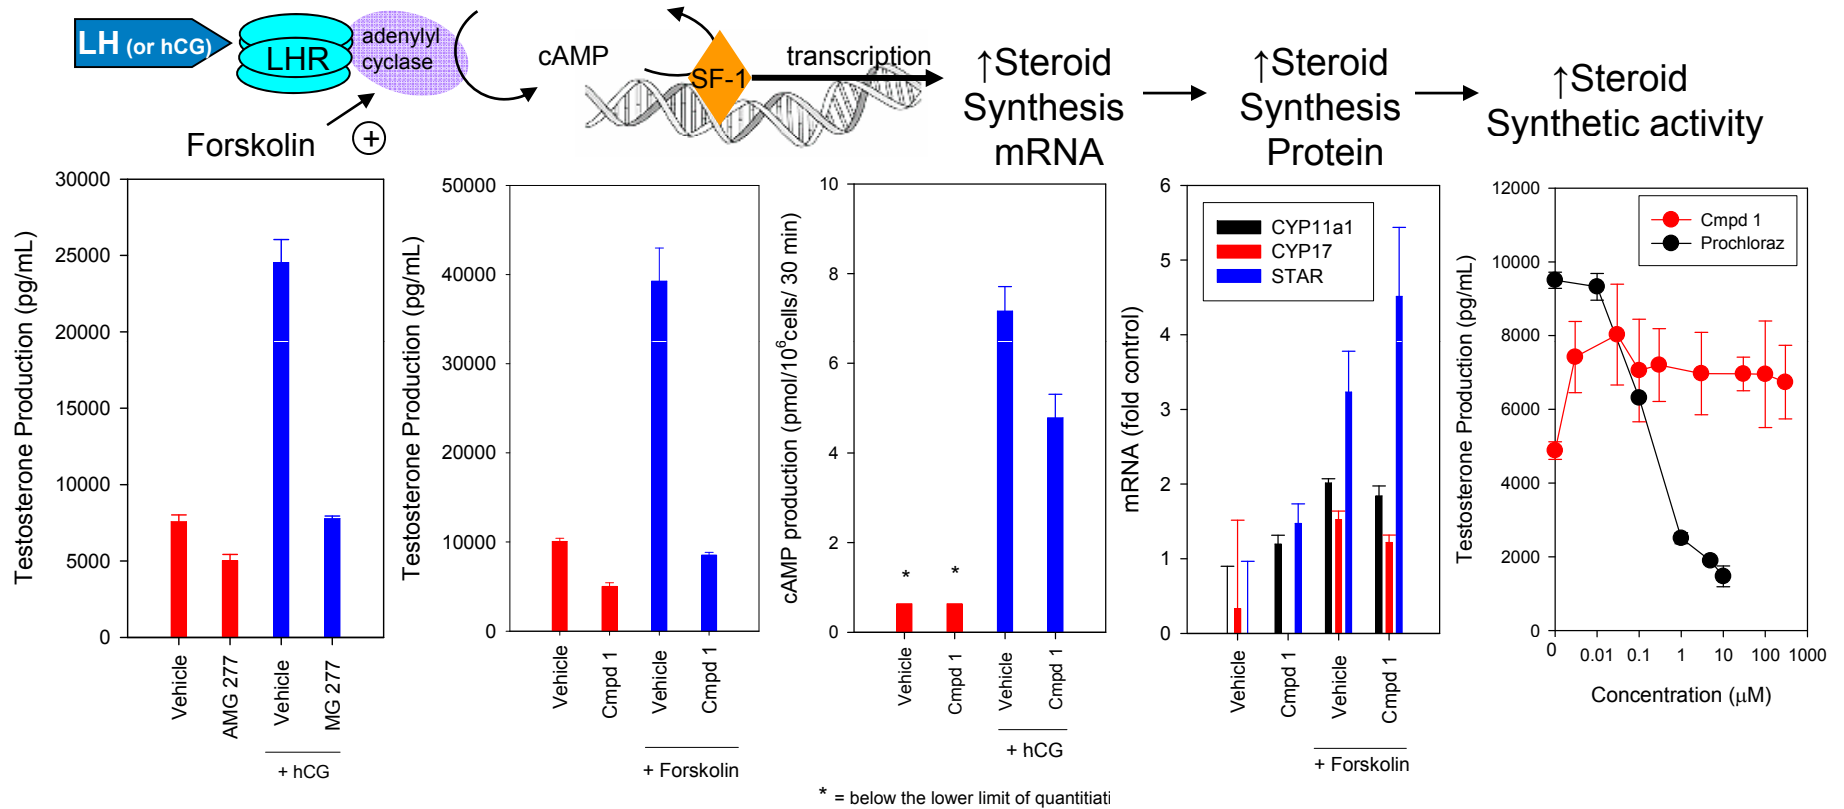 LH (or hCG)
LHR
adenylyl
cyclase
cAMP
SF-1
transcription
Forskolin
+
↑Steroid
Synthesis
mRNA
↑Steroid
Synthesis
Protein
↑Steroid
Synthetic activity
Testosterone Production (pg/mL)
30000
25000
20000
15000
10000
5000
0
Vehicle
AMG 277
Vehicle
MG 277
+ hCG
Testosterone Production (pg/mL)
50000
40000
30000
20000
10000
0
Vehicle
Cmpd 1
Vehicle
Cmpd 1
+ Forskolin
cAMP production (pmol/10⁶cells/ 30 min)
10
8
6
4
2
0
*
*
Vehicle
Cmpd 1
Vehicle
Cmpd 1
+ hCG
* = below the lower limit of quantitiati
mRNA (fold control)
6
5
4
3
2
1
0
CYP11a1
CYP17
STAR
Vehicle
Cmpd 1
Vehicle
Cmpd 1
+ Forskolin
Testosterone Production (pg/mL)
12000
10000
8000
6000
4000
2000
0
Cmpd 1
Prochloraz
0 0.01 0.1 1 10 100 1000
Concentration (µM)